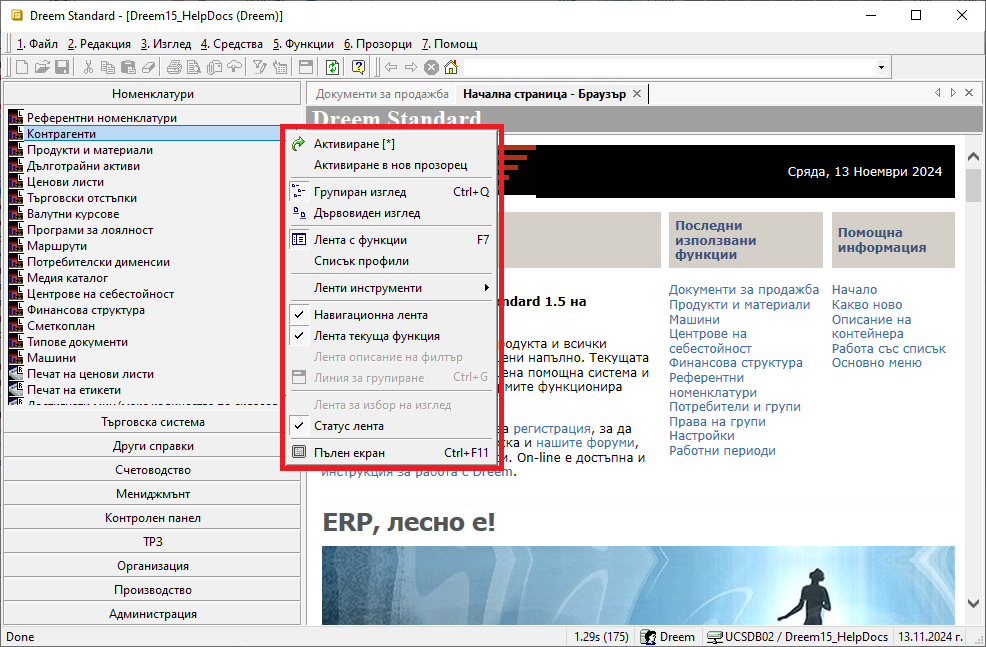 Dreem Standard - [Dreem15_HelpDocs (Dreem)]
1. Файл 2. Редакция 3. Изглед 4. Средства 5. Функции 6. Прозорци 7. Помощ
Номенклатури
Референтни номенклатури
Контрагенти
Продукти и материали
Дълготрайни активи
Ценови листи
Търговски отстъпки
Валутни курсове
Програми за лоялност
Маршрути
Потребителски дименсии
Медия каталог
Центрове на себестойност
Финансова структура
Сметкоплан
Типове документи
Машини
Печат на ценови листи
Печат на етикети
Търговска система
Други справки
Счетоводство
Мениджмънт
Контролен панел
ТРЗ
Организация
Производство
Администрация
Документи за продажба
Начална страница - Браузър
Dreem Standard
Активиране [*]
Активиране в нов прозорец
Групиран изглед Ctrl+Q
Дървовиден изглед
Лента с функции F7
Списък профили
Ленти инструменти
Навигационна лента
Лента текуща функция
Лента описание на филтър
Линия за групиране Ctrl+G
Лента за избор на изглед
Статус лента
Пълен екран Ctrl+F11
Сряда, 13 Ноември 2024
Последни
използвани
функции
Помощна
информация
ndard 1.5 на
одукта и всички
ени напълно. Текущата
ена помощна система и
мите функционира
а регистрация, за да
жка и нашите форуми,
и. On-line е достъпна и
инструкция за работа с Dreem.
Документи за продажба
Продукти и материали
Машини
Центрове на
себестойност
Финансова структура
Референтни
номенклатури
Потребители и групи
Права на групи
Настройки
Работни периоди
Начало
Какво ново
Описание на
контейнера
Работа със списък
Основно меню
ERP, лесно е!
Done
1.29s (175)
Dreem
UCSDB02 / Dreem15_HelpDocs
13.11.2024 г.